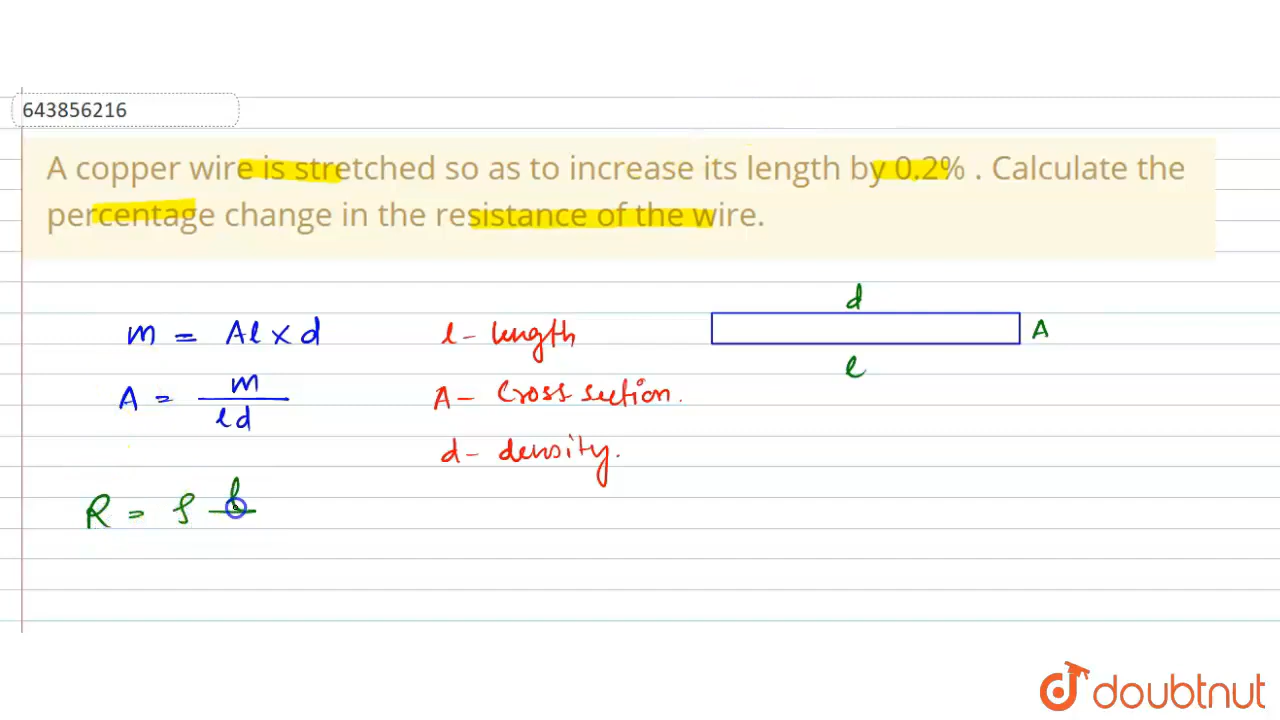 643856216
A copper wire is stretched so as to increase its length by 0.2% . Calculate the
percentage change in the resistance of the wire.
d
m = Al × d l - length A
l
A = m / ld A - Cross section.
d - density.
R = ρ l
doubtnut